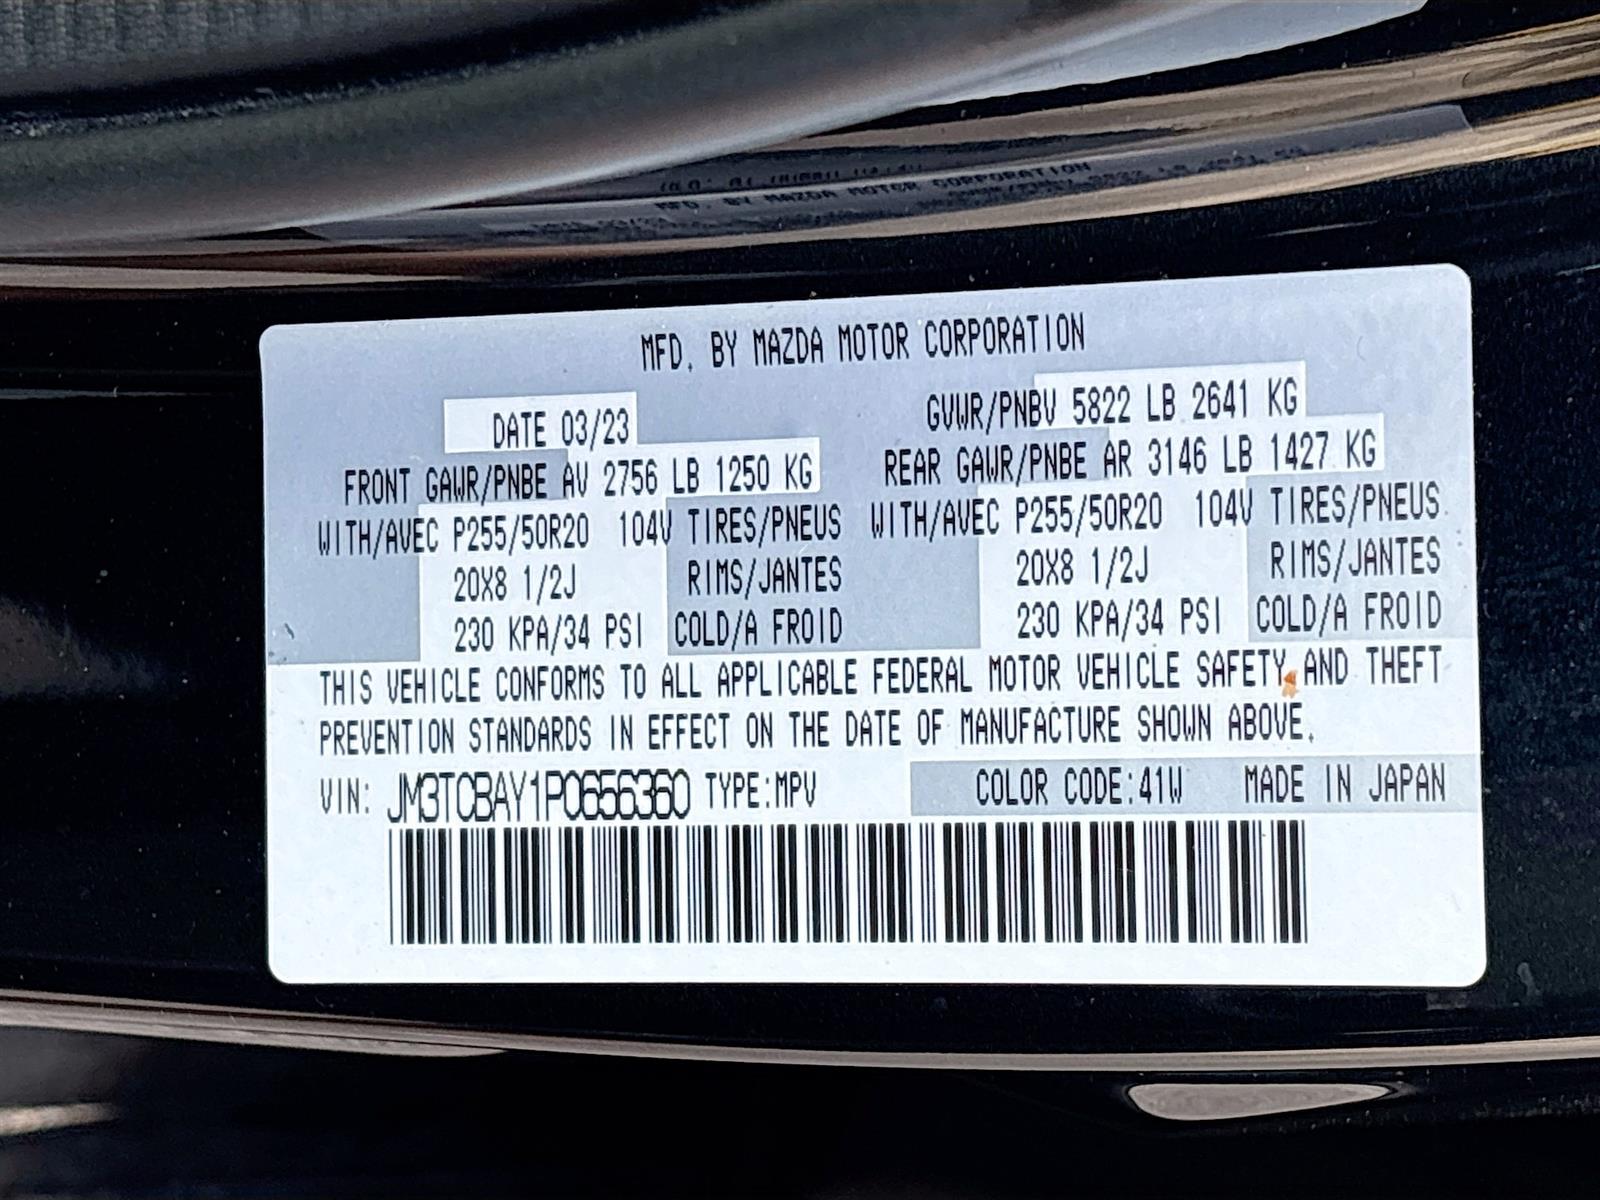 MFD. BY MAZDA MOTOR CORPORATION
DATE 03/23 GVWR/PNBV 5822 LB 2641 KG
FRONT GAWR/PNBE AV 2756 LB 1250 KG REAR GAWR/PNBE AR 3146 LB 1427 KG
WITH/AVEC P255/50R20 104V TIRES/PNEUS WITH/AVEC P255/50R20 104V TIRES/PNEUS
20X8 1/2J RIMS/JANTES 20X8 1/2J RIMS/JANTES
230 KPA/34 PSI COLD/A FROID 230 KPA/34 PSI COLD/A FROID
THIS VEHICLE CONFORMS TO ALL APPLICABLE FEDERAL MOTOR VEHICLE SAFETY AND THEFT
PREVENTION STANDARDS IN EFFECT ON THE DATE OF MANUFACTURE SHOWN ABOVE.
VIN: JM3TCBAY1P0656360 TYPE:MPV COLOR CODE:41W MADE IN JAPAN